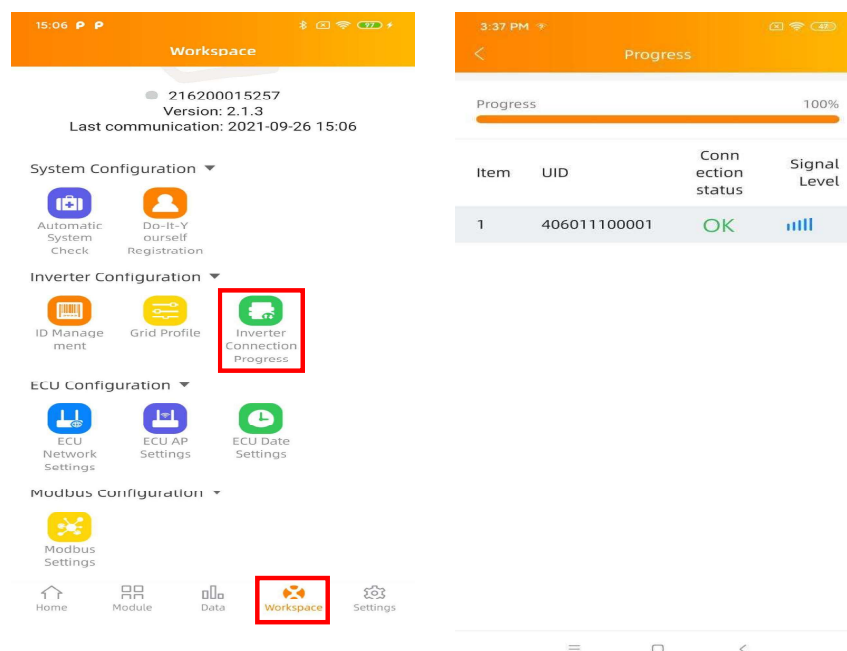 15:06
97
Workspace
216200015257
Version: 2.1.3
Last communication: 2021-09-26 15:06
System Configuration
Automatic
System
Check
Do-It-Y
ourself
Registration
Inverter Configuration
ID Manage
ment
Grid Profile
Inverter
Connection
Progress
ECU Configuration
ECU
Network
Settings
ECU AP
Settings
ECU Date
Settings
Modbus Configuration
Modbus
Settings
Home
Module
Data
Workspace
Settings
3:37 PM
Progress
Progress
100%
Item
UID
Conn
ection
status
Signal
Level
1
406011100001
OK